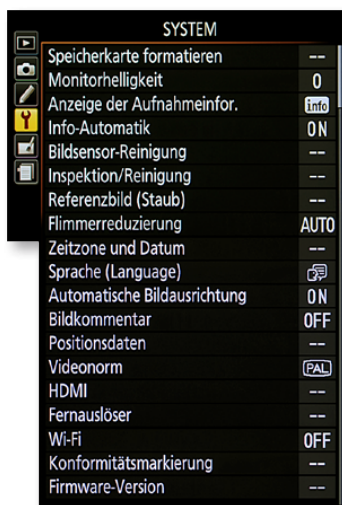 SYSTEM
Speicherkarte formatieren --
Monitorhelligkeit 0
Anzeige der Aufnahmeinfor. info
Info-Automatik ON
Bildsensor-Reinigung --
Inspektion/Reinigung --
Referenzbild (Staub) --
Flimmerreduzierung AUTO
Zeitzone und Datum --
Sprache (Language)
Automatische Bildausrichtung ON
Bildkommentar OFF
Positionsdaten --
Videonorm PAL
HDMI --
Fernauslöser --
Wi-Fi OFF
Konformitätsmarkierung --
Firmware-Version --